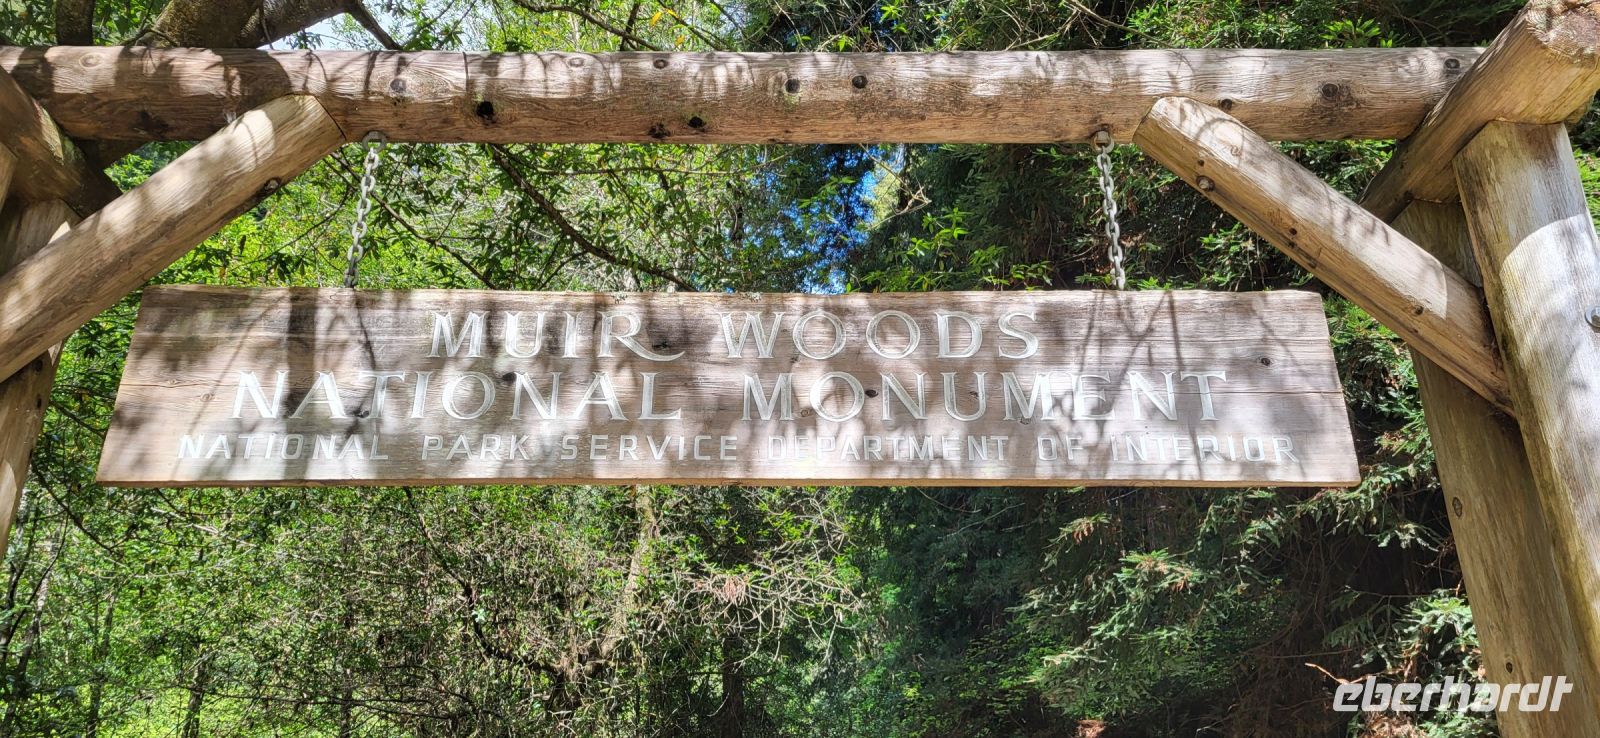 MUIR WOODS
NATIONAL MONUMENT
NATIONAL PARK SERVICE DEPARTMENT OF INTERIOR
eberhardt